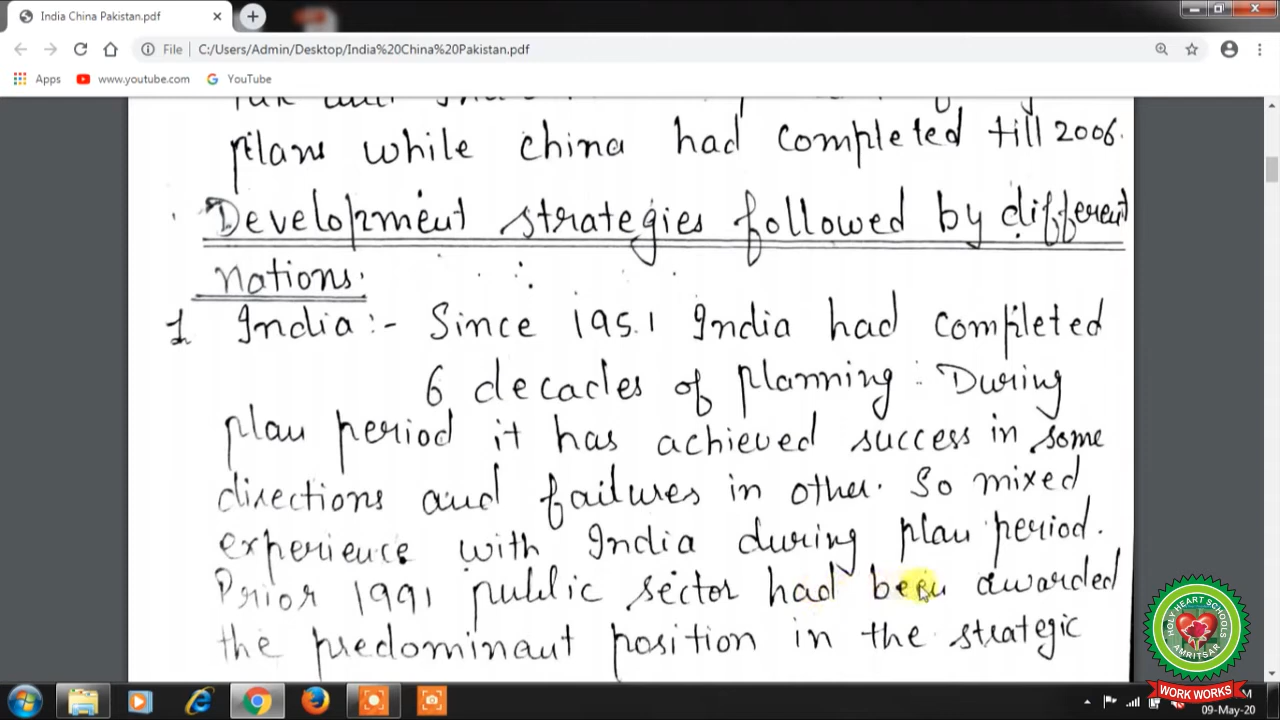 India China Pakistan.pdf
File C:/Users/Admin/Desktop/India%20China%20Pakistan.pdf
Apps www.youtube.com YouTube
plans while china had completed till 2006.
Development strategies followed by different
nations.
1 India :- Since 1951 India had completed
6 decades of planning. During
plan period it has achieved success in some
directions and failures in other. So mixed
experience with India during plan period.
Prior 1991 public sector had been awarded
the predominant position in the strategic
HOLY HEART SCHOOLS
AMRITSAR
WORK WORKS
09-May-20